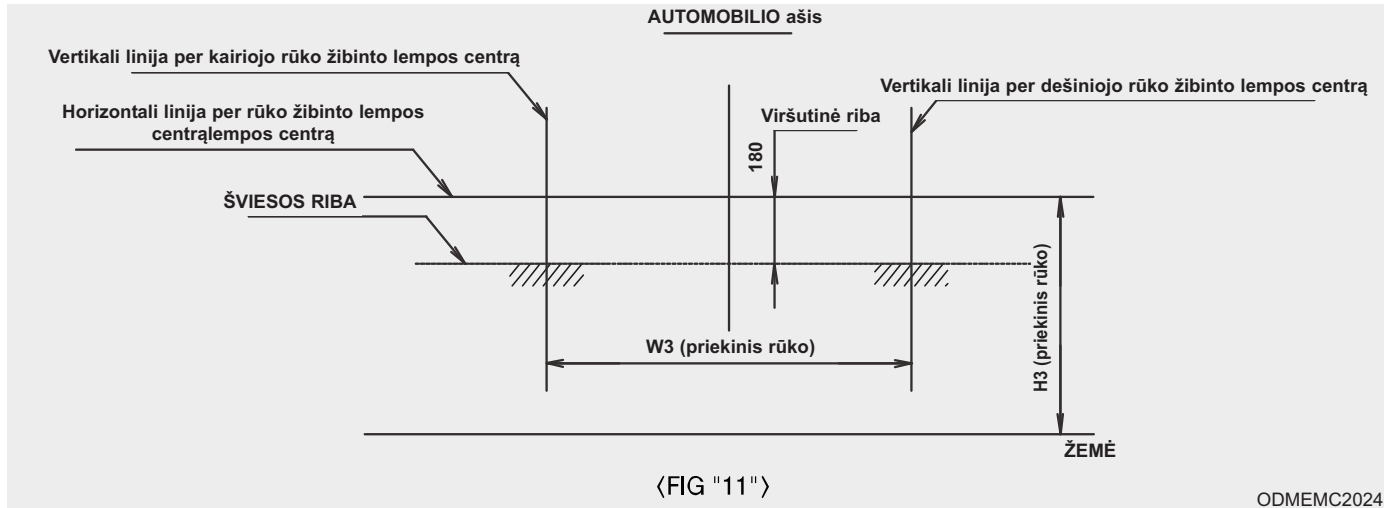 AUTOMOBILIO ašis
Vertikali linija per kairiojo rūko žibinto lempos centrą
Vertikali linija per dešiniojo rūko žibinto lempos centrą
Horizontali linija per rūko žibinto lempos
centrąlempos centrą
Viršutinė riba
180
ŠVIESOS RIBA
W3 (priekinis rūko)
H3 (priekinis rūko)
ŽEMĖ
〈FIG "11"〉
ODMEMC2024